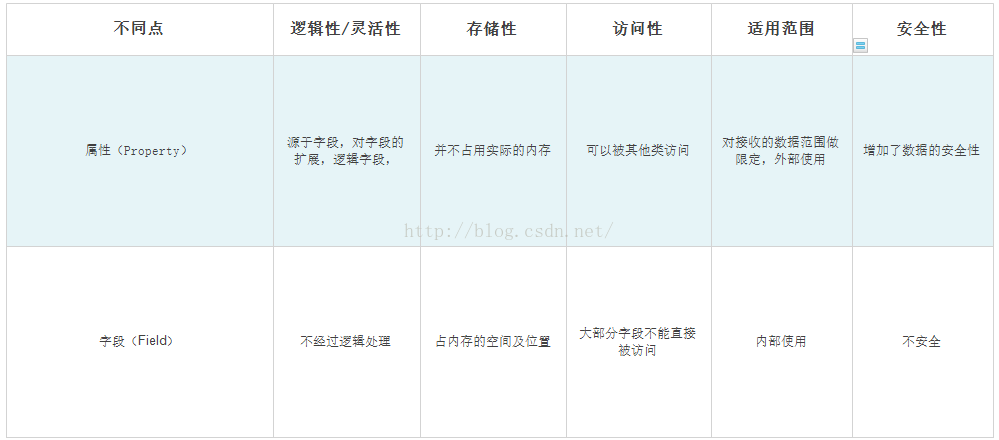 不同点
逻辑性/灵活性
存储性
访问性
适用范围
安全性
属性（Property）
源于字段，对字段的
扩展，逻辑字段，
并不占用实际的内存
可以被其他类访问
对接收的数据范围做
限定，外部使用
增加了数据的安全性
http://blog.csdn.net/
字段（Field）
不经过逻辑处理
占内存的空间及位置
大部分字段不能直接
被访问
内部使用
不安全